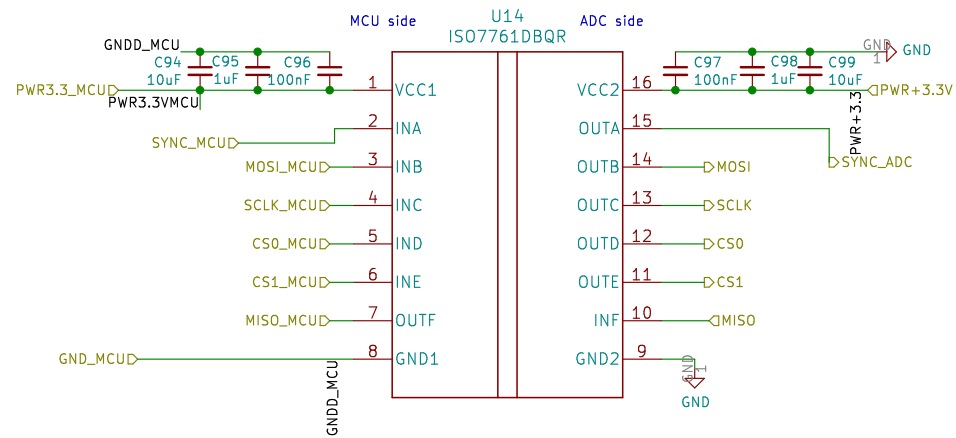 MCU side
U14
ISO7761DBQR
ADC side
GNDD_MCU
C94
10uF
C95
1uF
C96
100nF
C97
100nF
C98
1uF
C99
10uF
GND
1
GND
PWR3.3_MCU
PWR3.3VMCU
1
VCC1
VCC2
16
PWR+3.3V
PWR+3.3
SYNC_MCU
2
INA
OUTA
15
SYNC_ADC
MOSI_MCU
3
INB
OUTB
14
MOSI
SCLK_MCU
4
INC
OUTC
13
SCLK
CS0_MCU
5
IND
OUTD
12
CS0
CS1_MCU
6
INE
OUTE
11
CS1
MISO_MCU
7
OUTF
INF
10
MISO
GND_MCU
8
GND1
GND2
9
GNDD_MCU
GND
1
GND